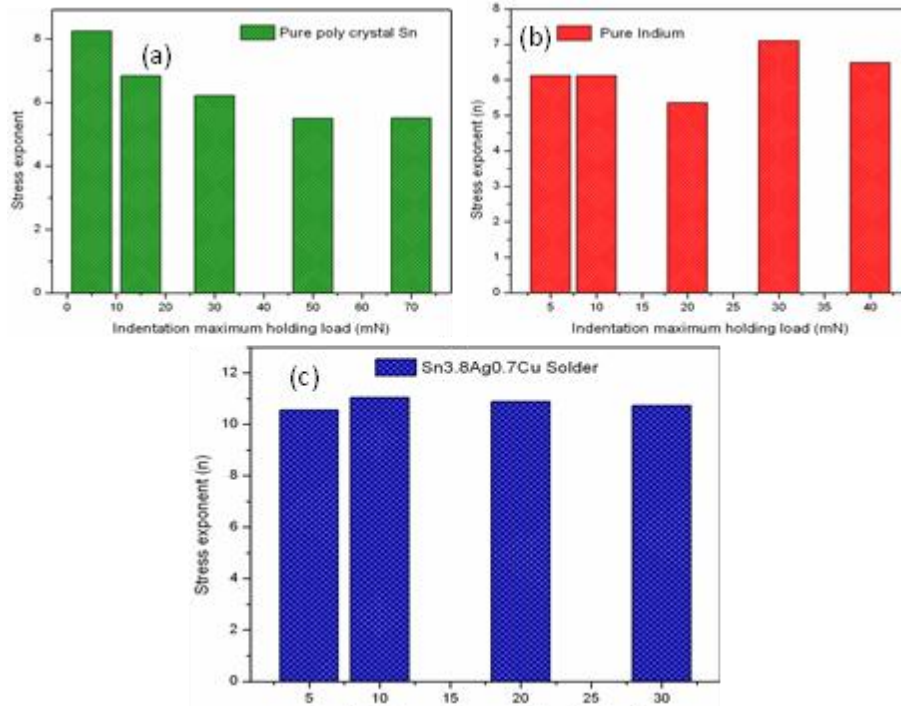 (a)
Pure poly crystal Sn
Stress exponent
8
6
4
2
0
0 10 20 30 40 50 60 70
Indentation maximum holding load (mN)
(b)
Pure Indium
Stress exponent (n)
8
7
6
5
4
3
2
1
0
5 10 15 20 25 30 35 40
Indentation maximum holding load (mN)
(c)
Sn3.8Ag0.7Cu Solder
Stress exponent (n)
12
10
8
6
4
2
0
5 10 15 20 25 30